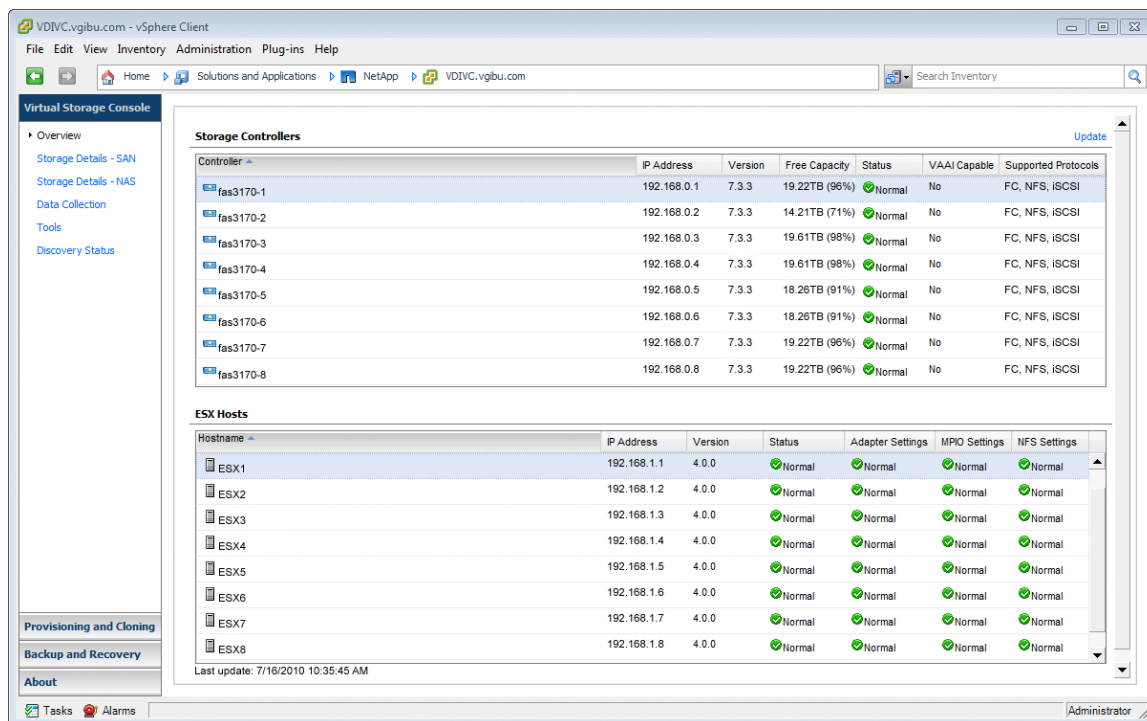 VDIVC.vgibu.com - vSphere Client
File Edit View Inventory Administration Plug-ins Help
Home Solutions and Applications NetApp VDIVC.vgibu.com Search Inventory
Virtual Storage Console
Overview
Storage Details - SAN
Storage Details - NAS
Data Collection
Tools
Discovery Status
Provisioning and Cloning
Backup and Recovery
About
Storage Controllers Update
Controller IP Address Version Free Capacity Status VAAI Capable Supported Protocols
fas3170-1 192.168.0.1 7.3.3 19.22TB (96%) Normal No FC, NFS, iSCSI
fas3170-2 192.168.0.2 7.3.3 14.21TB (71%) Normal No FC, NFS, iSCSI
fas3170-3 192.168.0.3 7.3.3 19.61TB (98%) Normal No FC, NFS, iSCSI
fas3170-4 192.168.0.4 7.3.3 19.61TB (98%) Normal No FC, NFS, iSCSI
fas3170-5 192.168.0.5 7.3.3 18.26TB (91%) Normal No FC, NFS, iSCSI
fas3170-6 192.168.0.6 7.3.3 18.26TB (91%) Normal No FC, NFS, iSCSI
fas3170-7 192.168.0.7 7.3.3 19.22TB (96%) Normal No FC, NFS, iSCSI
fas3170-8 192.168.0.8 7.3.3 19.22TB (96%) Normal No FC, NFS, iSCSI
ESX Hosts
Hostname IP Address Version Status Adapter Settings MPIO Settings NFS Settings
ESX1 192.168.1.1 4.0.0 Normal Normal Normal Normal
ESX2 192.168.1.2 4.0.0 Normal Normal Normal Normal
ESX3 192.168.1.3 4.0.0 Normal Normal Normal Normal
ESX4 192.168.1.4 4.0.0 Normal Normal Normal Normal
ESX5 192.168.1.5 4.0.0 Normal Normal Normal Normal
ESX6 192.168.1.6 4.0.0 Normal Normal Normal Normal
ESX7 192.168.1.7 4.0.0 Normal Normal Normal Normal
ESX8 192.168.1.8 4.0.0 Normal Normal Normal Normal
Last update: 7/16/2010 10:35:45 AM
Tasks Alarms Administrator